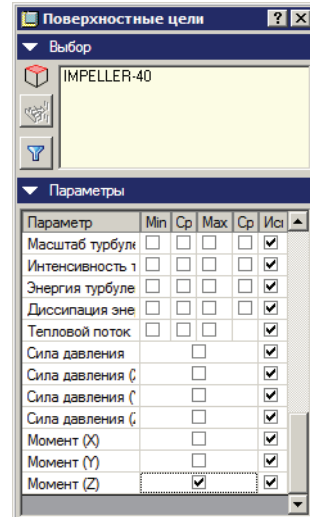 Поверхностные цели
Выбор
IMPELLER-40
Параметры
Параметр Min Ср Max Ср Исп
Масштаб турбуле
Интенсивность т
Энергия турбуле
Диссипация эне
Тепловой поток
Сила давления
Сила давления (X
Сила давления (Y
Сила давления (Z
Момент (X)
Момент (Y)
Момент (Z)